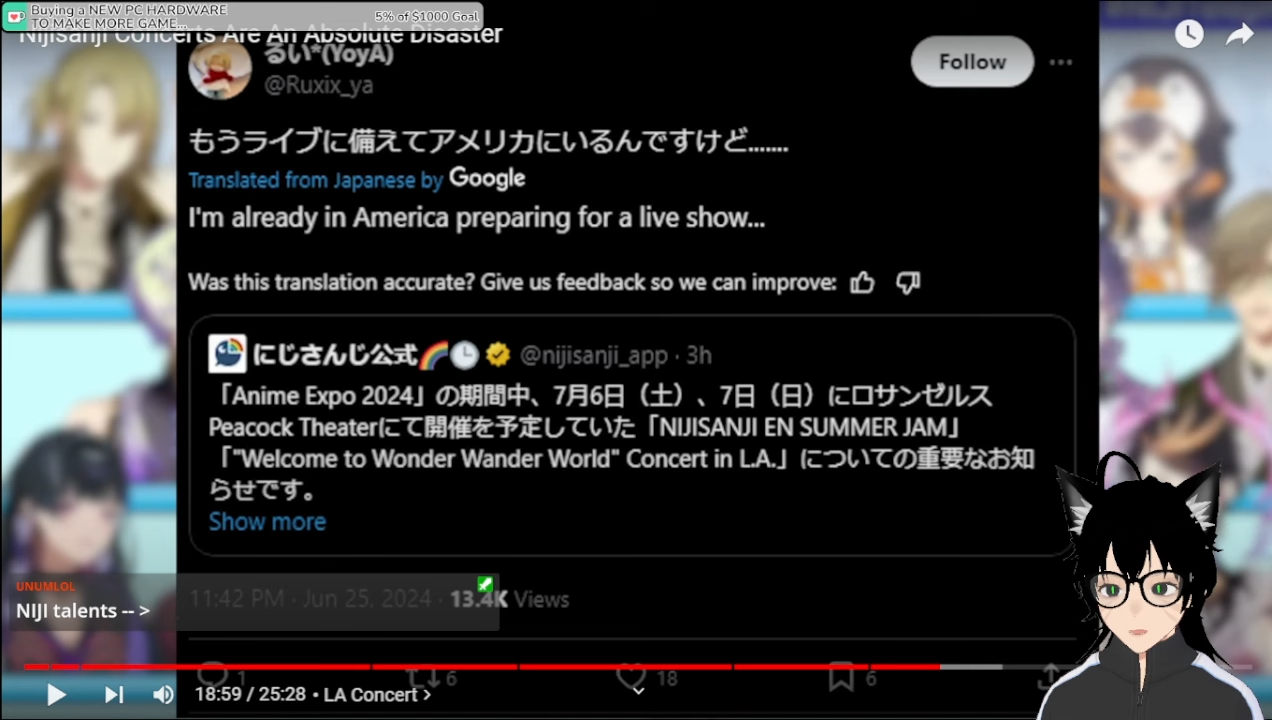 Buying a NEW PC HARDWARE
TO MAKE MORE GAME...
5% of $1000 Goal
Nijisanji Concerts Are An Absolute Disaster
るい*(YoyA)
@Ruxix_ya
Follow
もうライブに備えてアメリカにいるんですけど.......
Translated from Japanese by Google
I'm already in America preparing for a live show...
Was this translation accurate? Give us feedback so we can improve:
にじさんじ公式🌈🕒 @nijisanji_app · 3h
「Anime Expo 2024」の期間中、7月6日（土）、7日（日）にロサンゼルス
Peacock Theaterにて開催を予定していた「NIJISANJI EN SUMMER JAM」
「"Welcome to Wonder Wander World" Concert in L.A.」についての重要なお知
らせです。
Show more
UNUMLOL
NIJI talents -- >
11:42 PM · Jun 25, 2024 · 13.4K Views
1
6
18
6
18:59 / 25:28 • LA Concert >